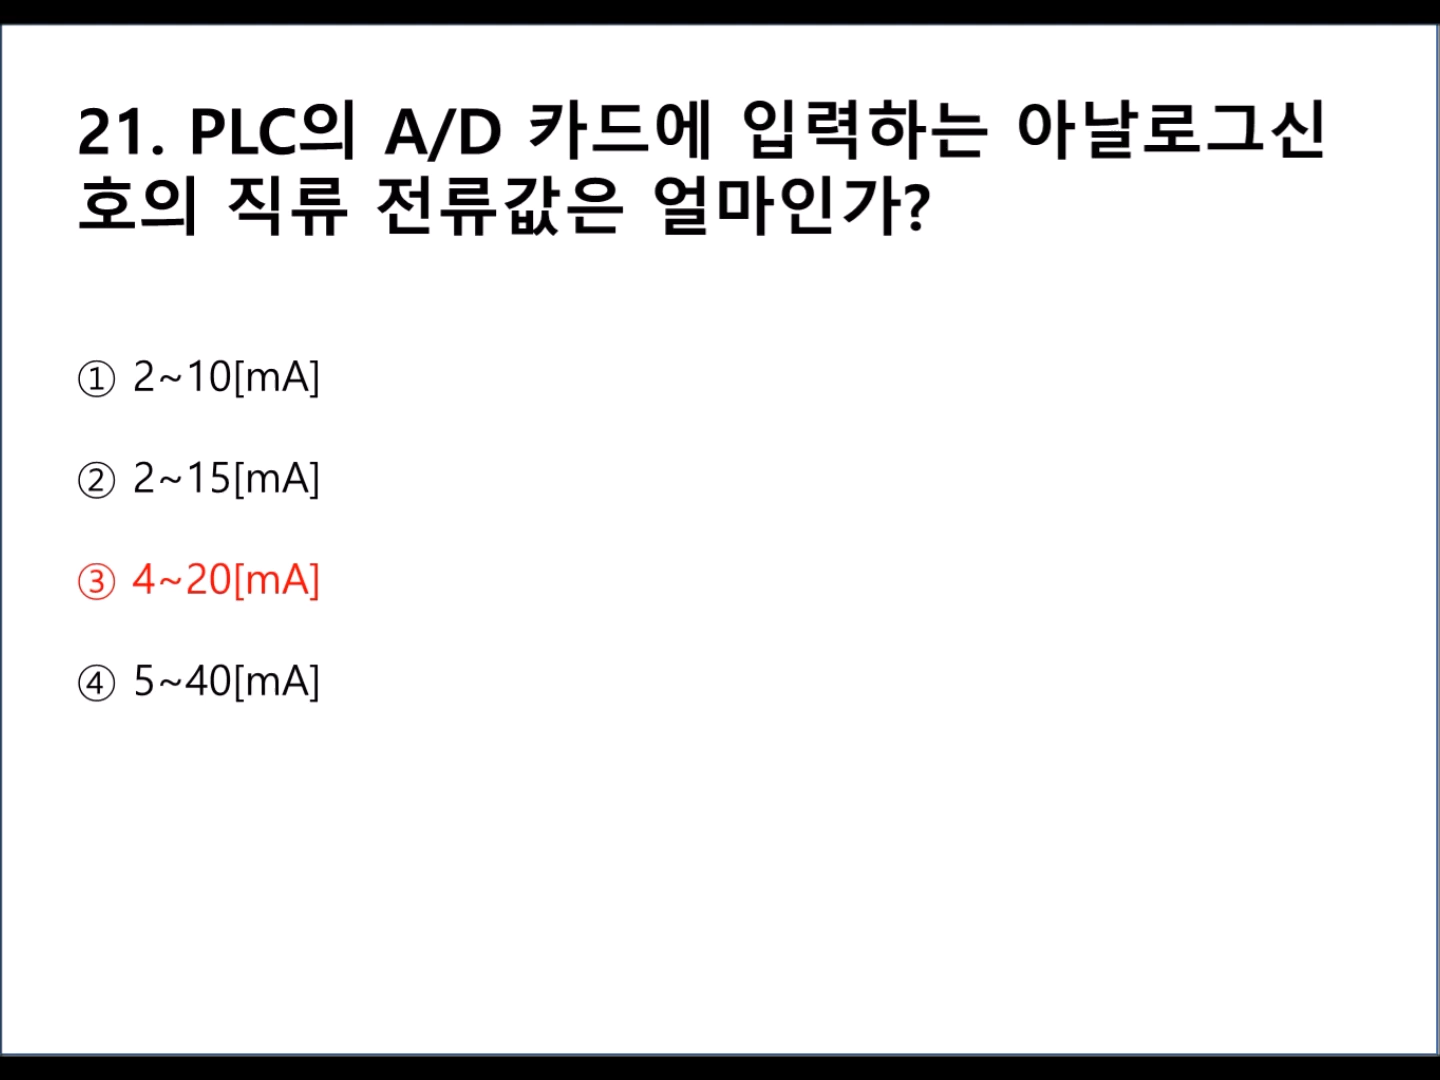 21. PLC의 A/D 카드에 입력하는 아날로그신
호의 직류 전류값은 얼마인가?
① 2~10[mA]
② 2~15[mA]
③ 4~20[mA]
④ 5~40[mA]